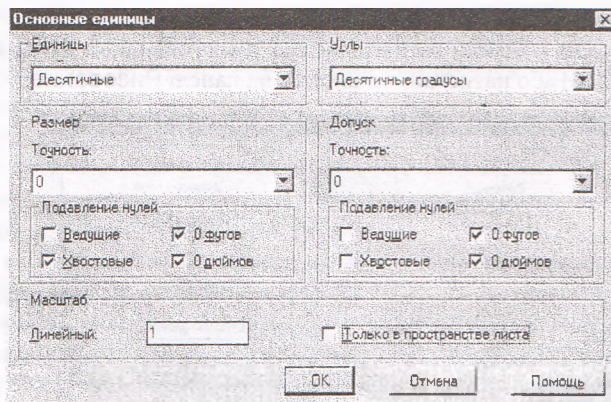 Основные единицы
Единицы
Углы
Десятичные
Десятичные градусы
Размер
Допуск
Точность:
Точность:
0
0
Подавление нулей
Подавление нулей
Ведущие
0 футов
Ведущие
0 футов
Хвостовые
0 дюймов
Хвостовые
0 дюймов
Масштаб
Линейный:
1
Только в пространстве листа
OK
Отмена
Помощь